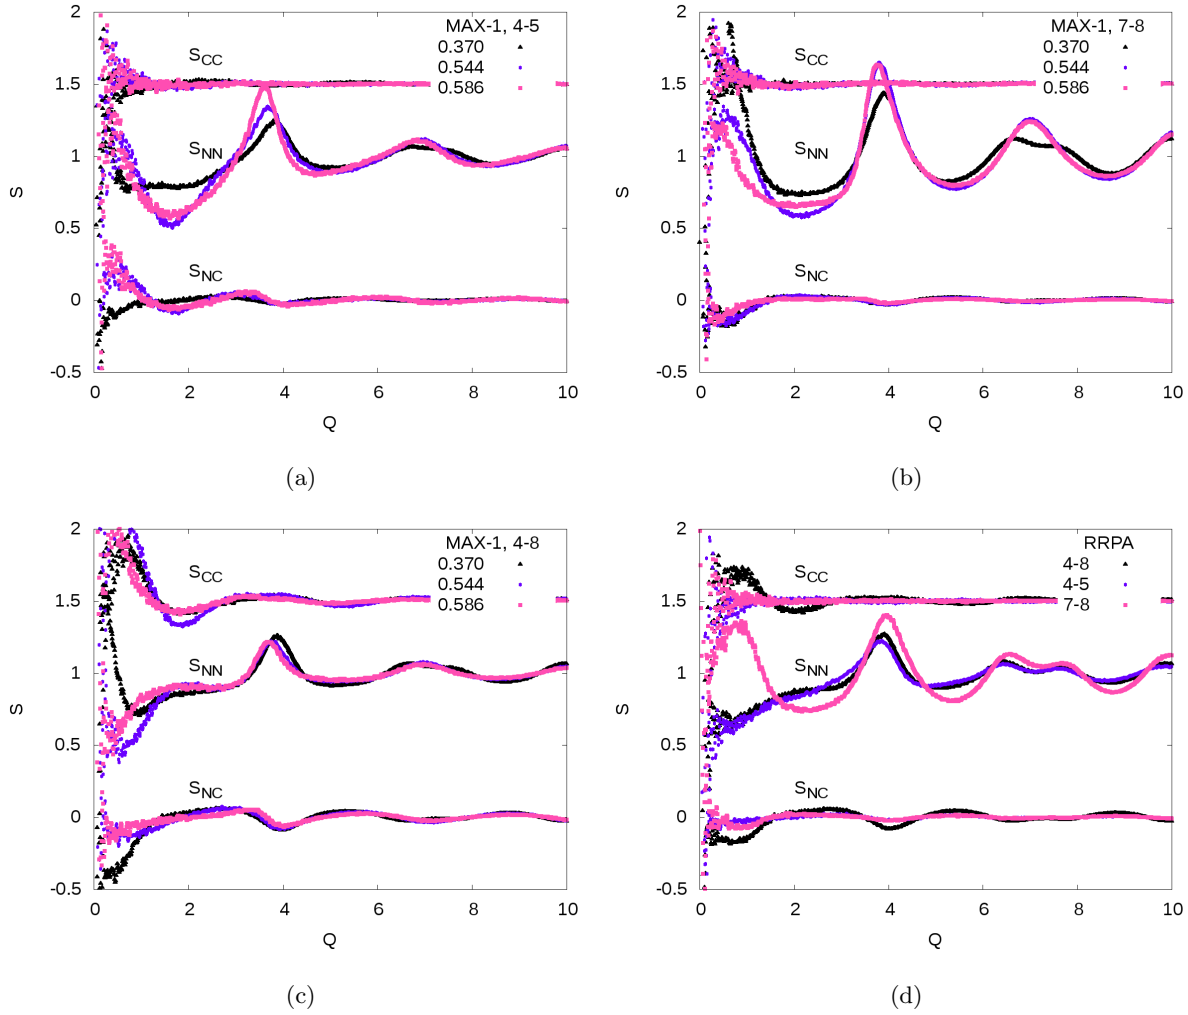 MAX-1, 4-5
0.370
0.544
0.586
S_CC
S_NN
S_NC
2
1.5
1
0.5
0
-0.5
S
0 2 4 6 8 10
Q
(a)
MAX-1, 7-8
0.370
0.544
0.586
S_CC
S_NN
S_NC
2
1.5
1
0.5
0
-0.5
S
0 2 4 6 8 10
Q
(b)
MAX-1, 4-8
0.370
0.544
0.586
S_CC
S_NN
S_NC
2
1.5
1
0.5
0
-0.5
S
0 2 4 6 8 10
Q
(c)
RRPA
4-8
4-5
7-8
S_CC
S_NN
S_NC
2
1.5
1
0.5
0
-0.5
S
0 2 4 6 8 10
Q
(d)